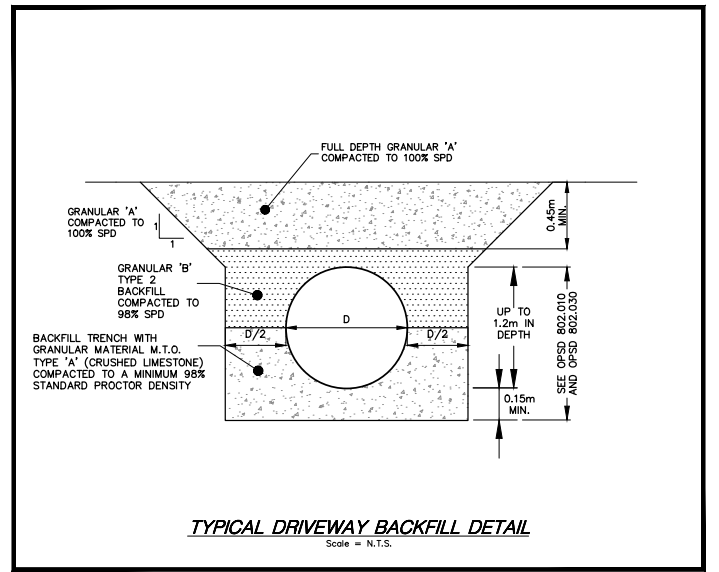 FULL DEPTH GRANULAR 'A'
COMPACTED TO 100% SPD
GRANULAR 'A'
COMPACTED TO
100% SPD
1
1
0.45m
MIN.
GRANULAR 'B'
TYPE 2
BACKFILL
COMPACTED TO
98% SPD
D/2
D
D/2
UP TO
1.2m IN
DEPTH
SEE OPSD 802.010
AND OPSD 802.030
BACKFILL TRENCH WITH
GRANULAR MATERIAL M.T.O.
TYPE 'A' (CRUSHED LIMESTONE)
COMPACTED TO A MINIMUM 98%
STANDARD PROCTOR DENSITY
0.15m
MIN.
TYPICAL DRIVEWAY BACKFILL DETAIL
Scale = N.T.S.